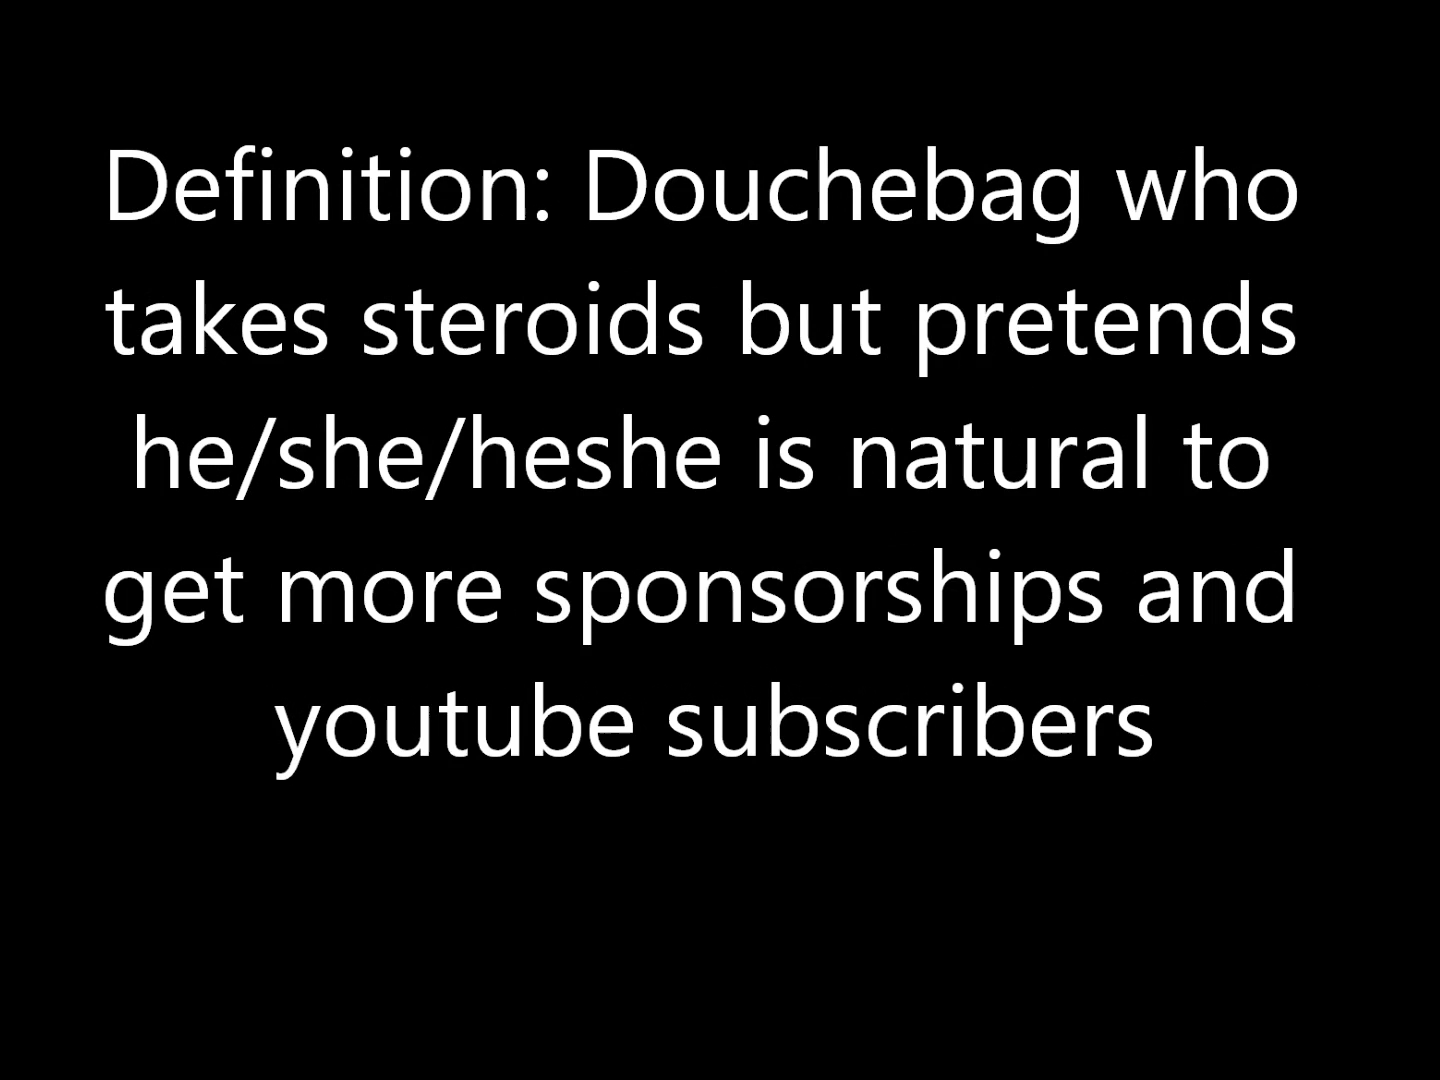 Definition: Douchebag who
takes steroids but pretends
he/she/heshe is natural to
get more sponsorships and
youtube subscribers